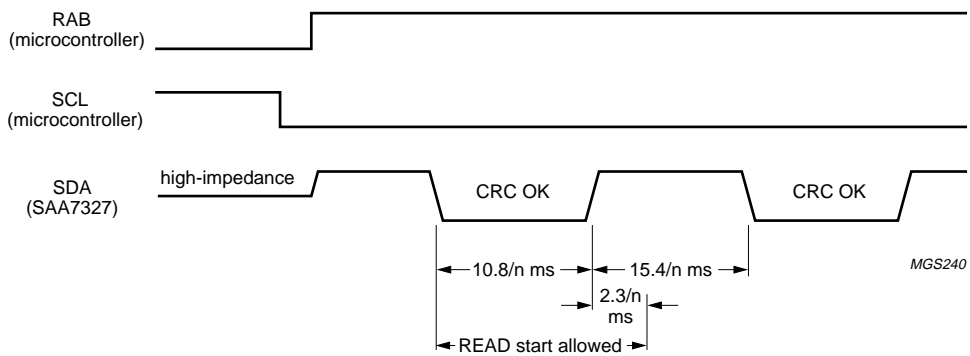 RAB
(microcontroller)
SCL
(microcontroller)
SDA
(SAA7327)
high-impedance
CRC OK
CRC OK
10.8/n ms
15.4/n ms
2.3/n
ms
READ start allowed
MGS240